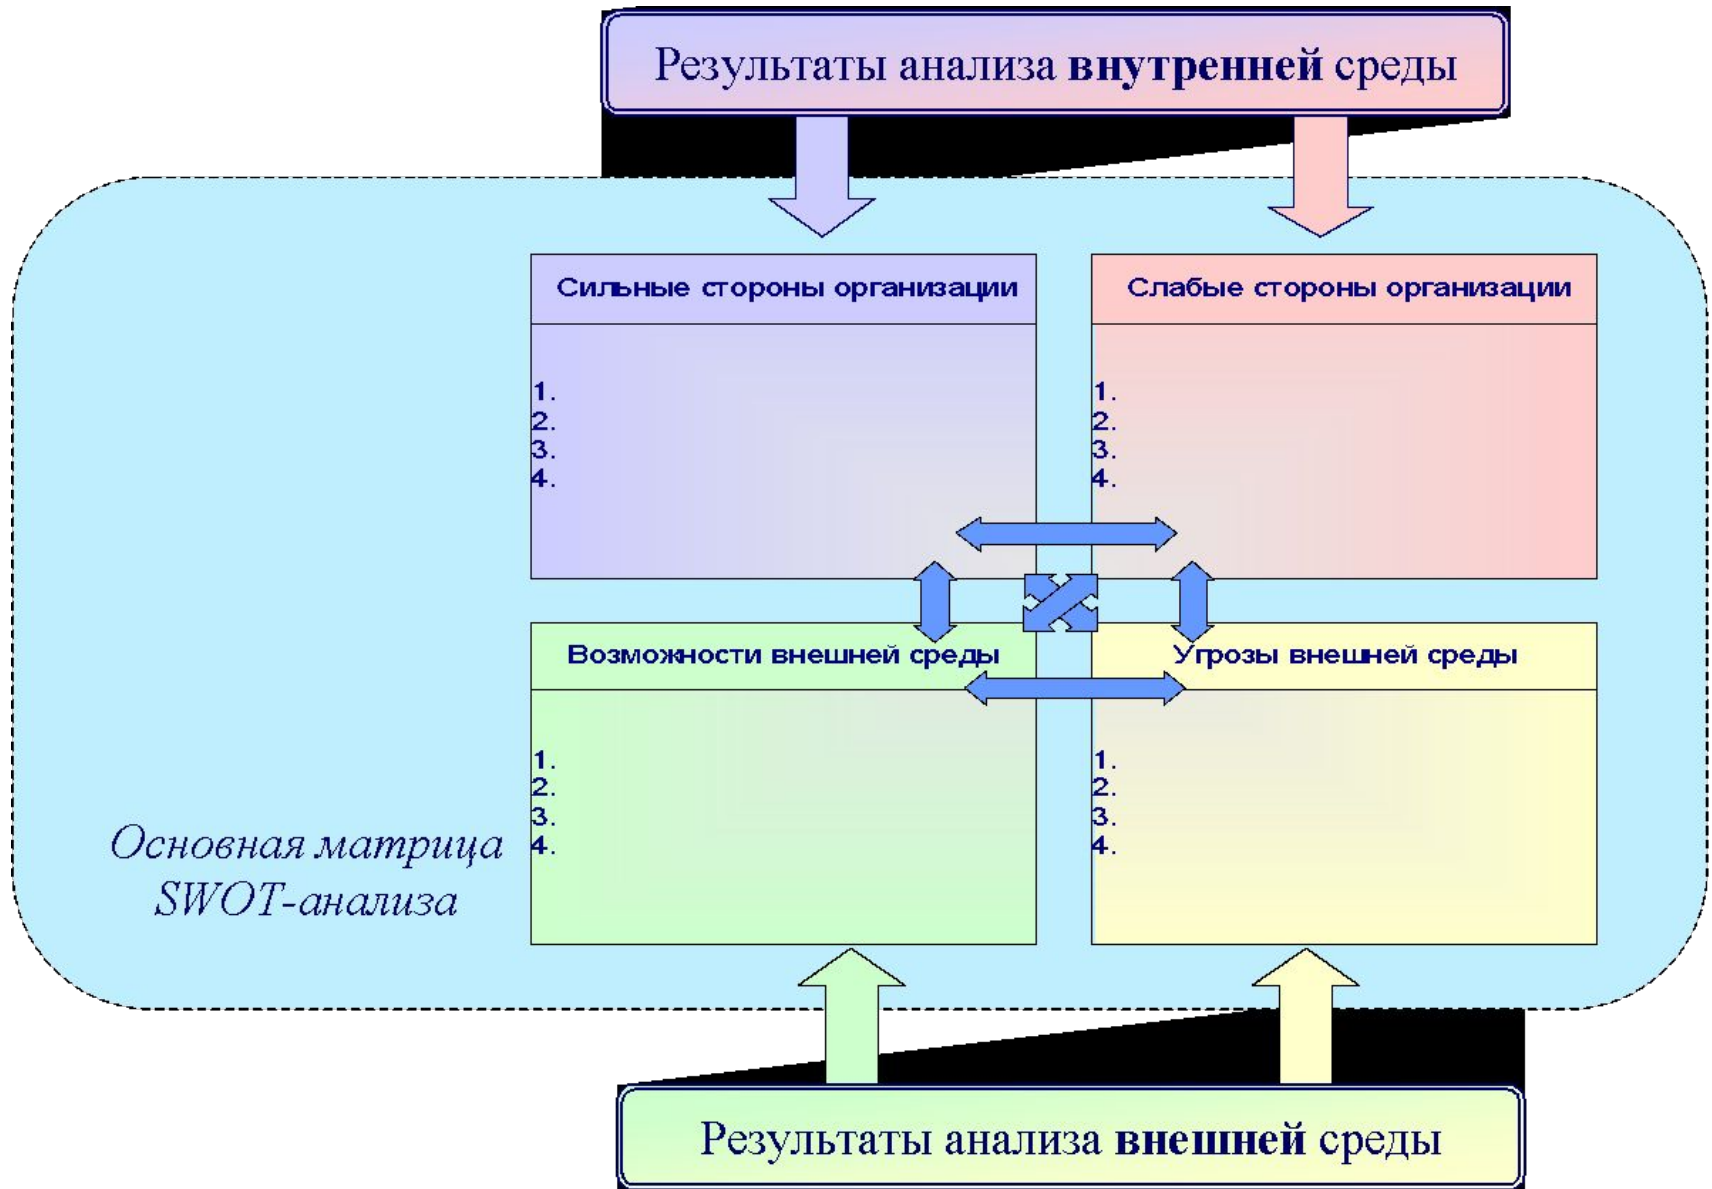 Результаты анализа внутренней среды
Сильные стороны организации
1.
2.
3.
4.
Слабые стороны организации
1.
2.
3.
4.
Возможности внешней среды
1.
2.
3.
4.
Угрозы внешней среды
1.
2.
3.
4.
Основная матрица
SWOT-анализа
Результаты анализа внешней среды